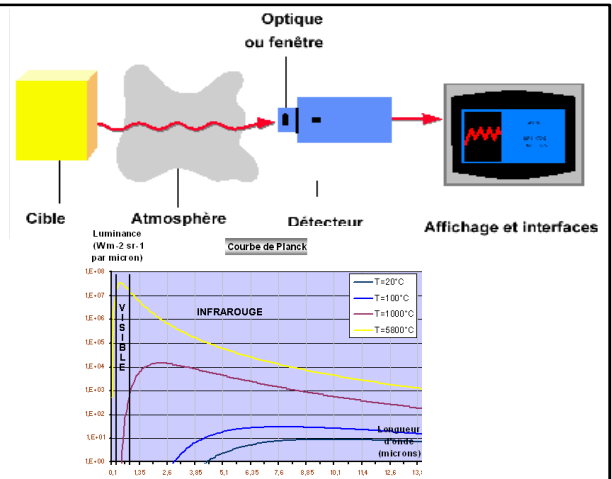 Optique
ou fenêtre
Cible
Atmosphère
Détecteur
Affichage et interfaces
Luminance
(Wm-2 sr-1
par micron)
Courbe de Planck
1,E+08
1,E+07
1,E+06
1,E+05
1,E+04
1,E+03
1,E+02
1,E+01
1,E+00
VISIBLE
INFRAROUGE
T=20°C
T=100°C
T=1000°C
T=5800°C
Longueur
d'onde
(microns)
0,1 1,35 2,6 3,85 5,1 6,35 7,6 8,85 10,1 11,4 12,6 13,